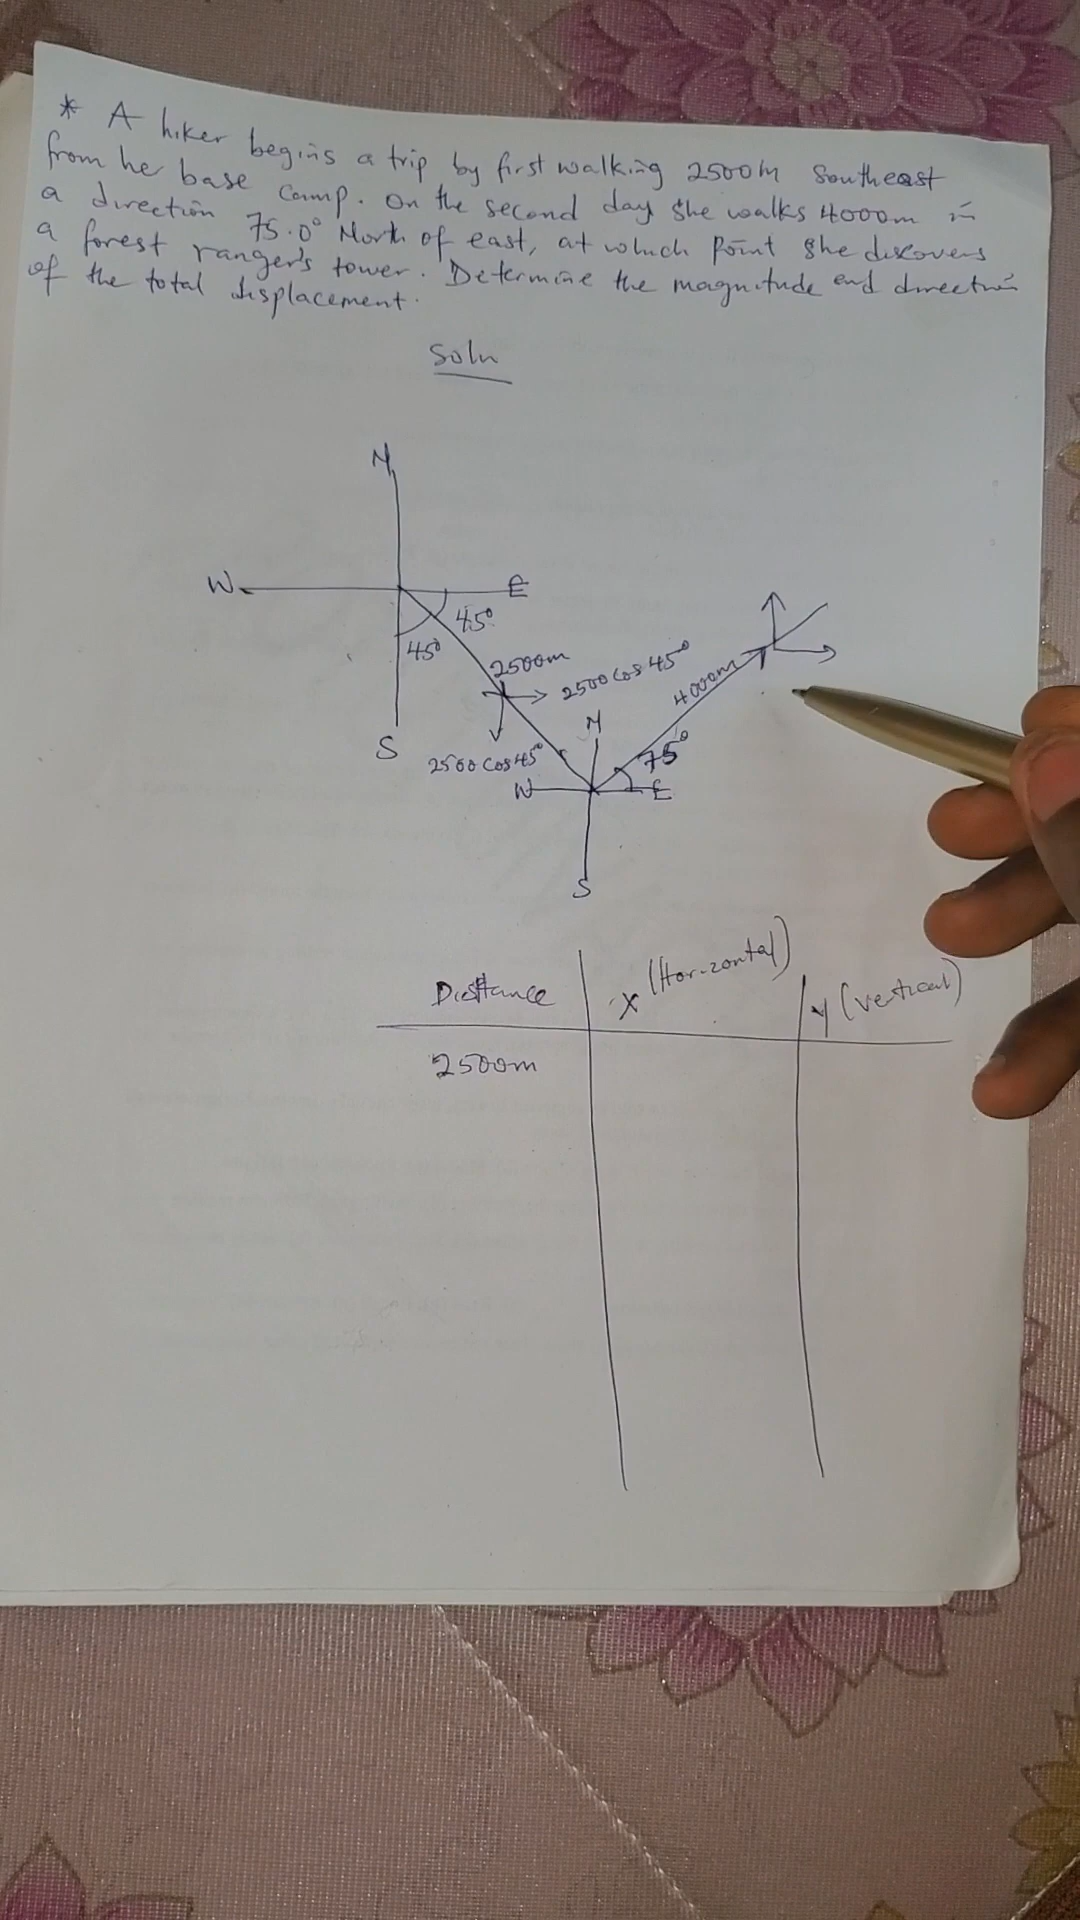 * A hiker begins a trip by first walking 2500m Southeast
from her base camp. On the second day she walks 4000m in
a direction 75.0° North of east, at which point she discovers
a forest ranger's tower. Determine the magnitude and direction
of the total displacement.
Soln
N
W
E
45°
45°
2500m
2500 Cos 45°
4000m
S
2500 Cos 45°
N
75°
W
E
S
Distance
x (Horizontal)
y (vertical)
2500m